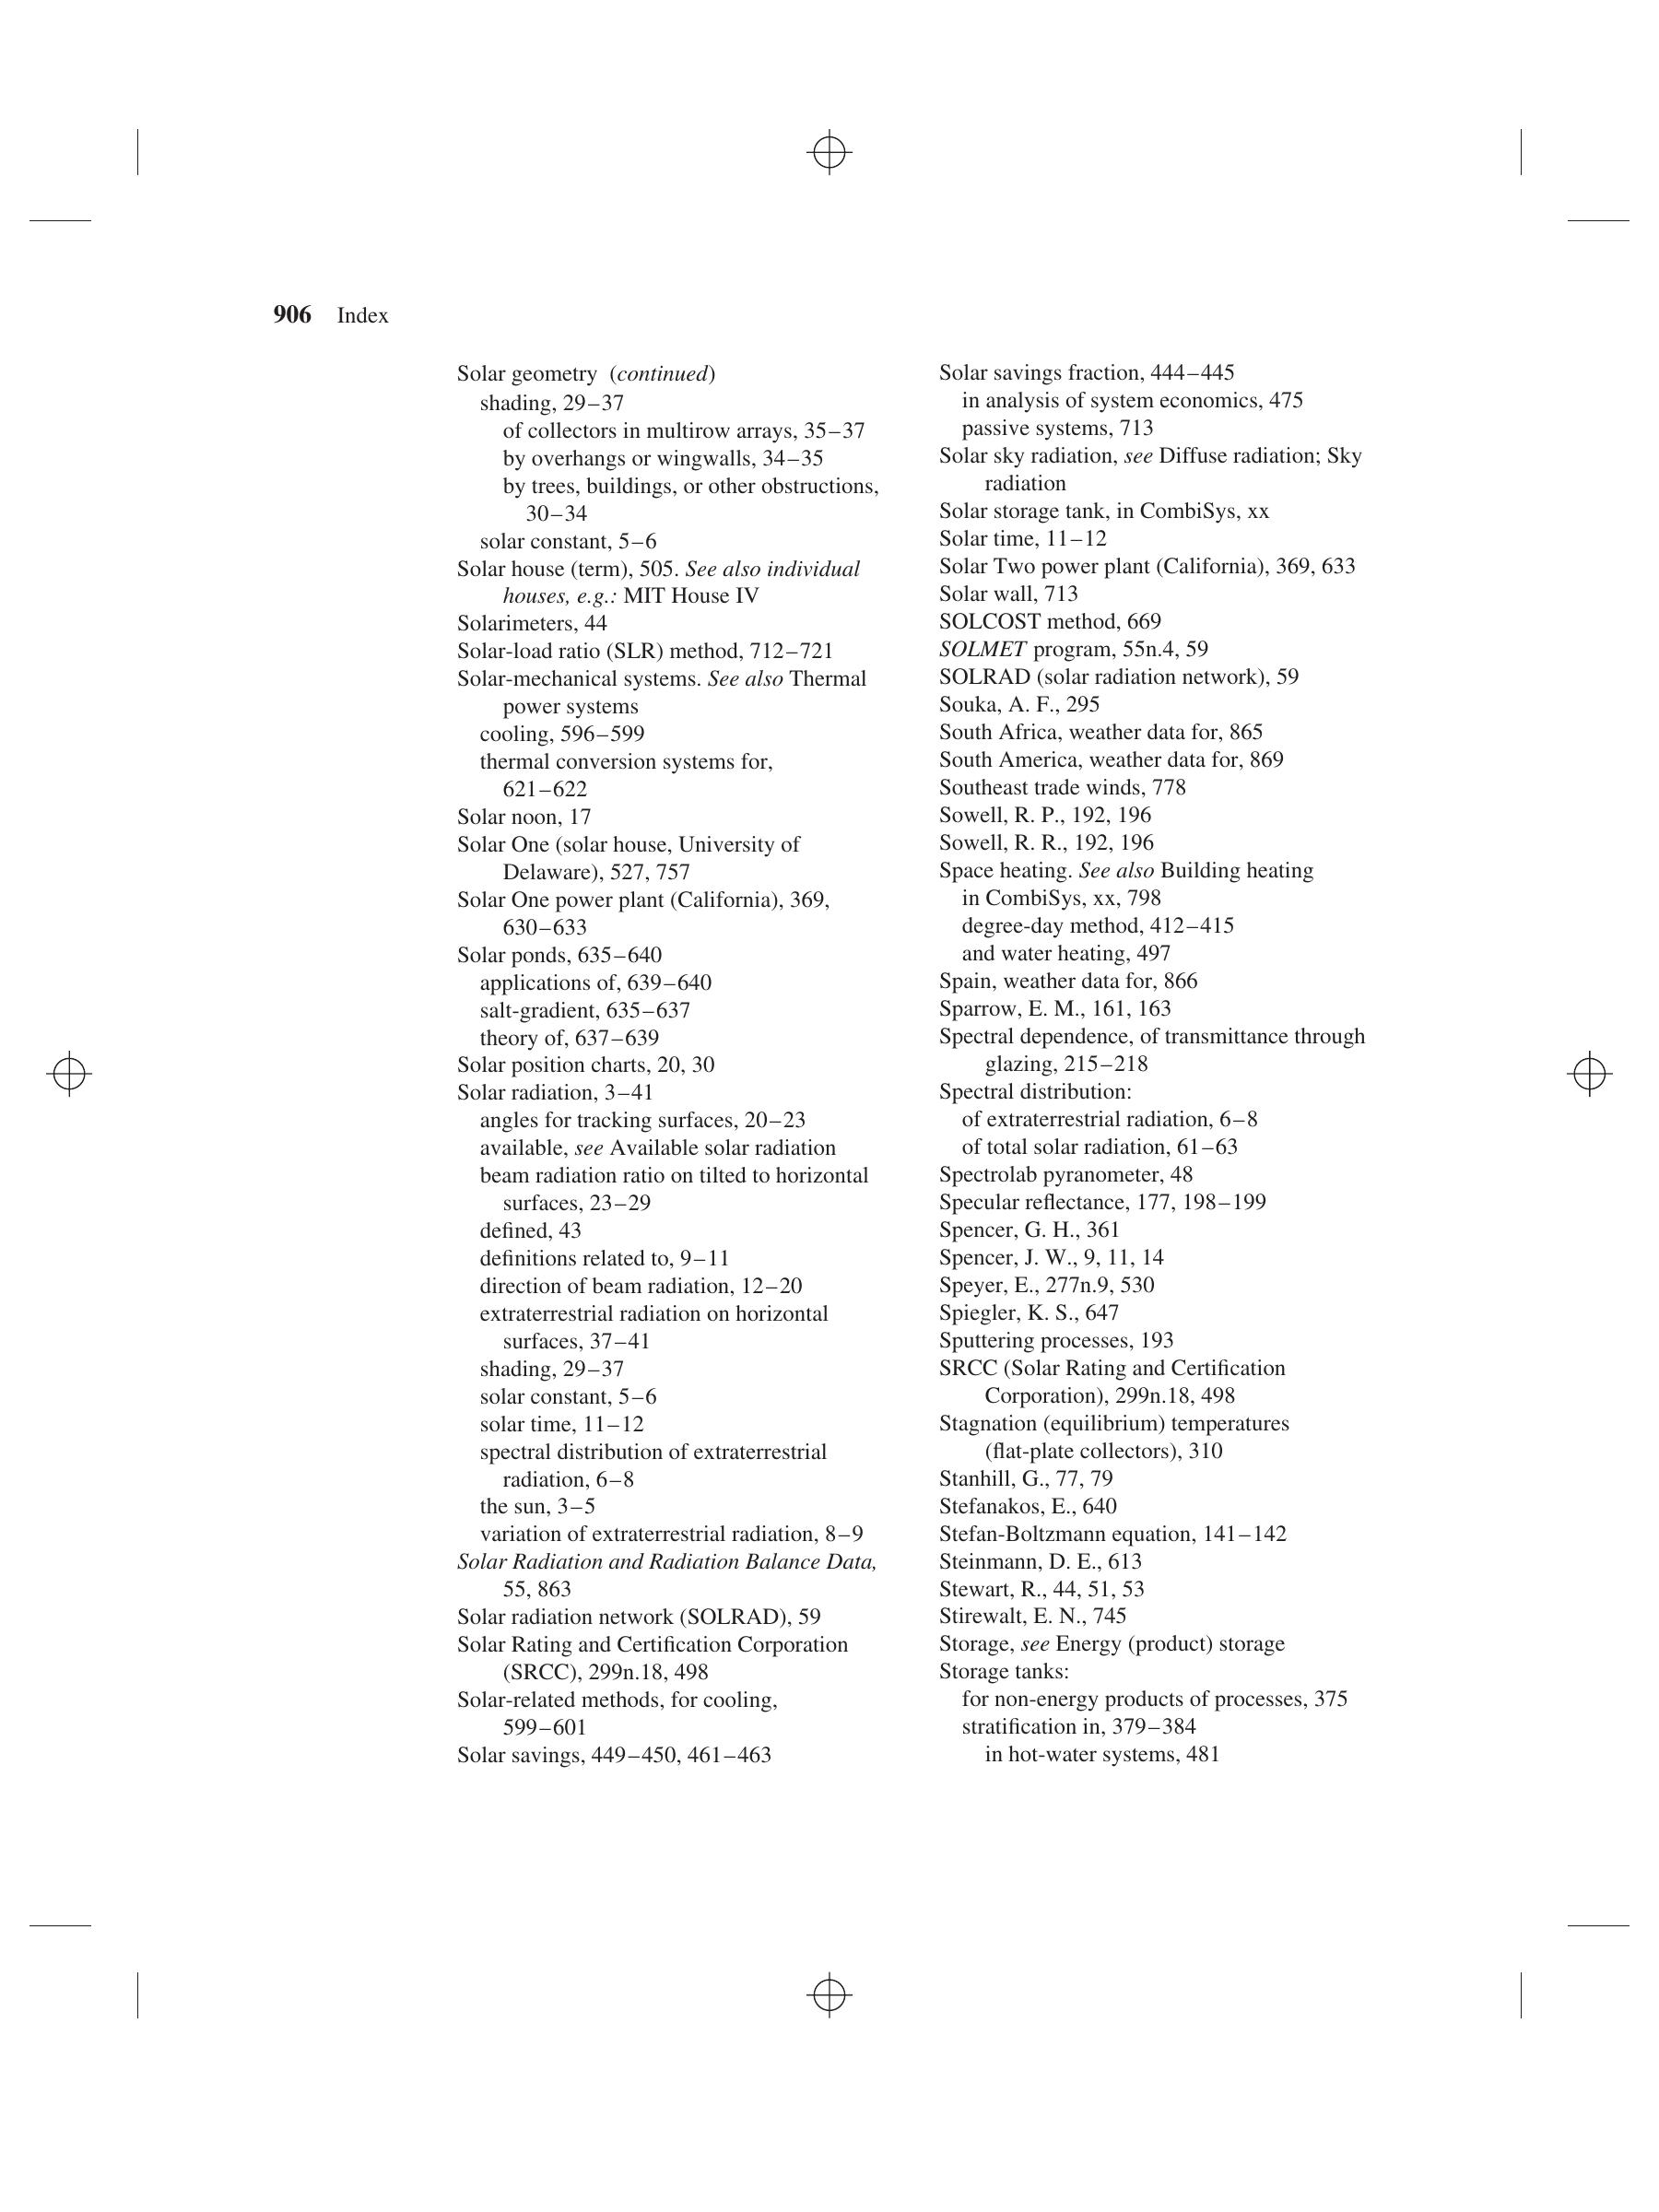 906 Index
Solar geometry (continued)
shading, 29–37
of collectors in multirow arrays, 35–37
by overhangs or wingwalls, 34–35
by trees, buildings, or other obstructions,
30–34
solar constant, 5–6
Solar house (term), 505. See also individual
houses, e.g.: MIT House IV
Solarimeters, 44
Solar-load ratio (SLR) method, 712–721
Solar-mechanical systems. See also Thermal
power systems
cooling, 596–599
thermal conversion systems for,
621–622
Solar noon, 17
Solar One (solar house, University of
Delaware), 527, 757
Solar One power plant (California), 369,
630–633
Solar ponds, 635–640
applications of, 639–640
salt-gradient, 635–637
theory of, 637–639
Solar position charts, 20, 30
Solar radiation, 3–41
angles for tracking surfaces, 20–23
available, see Available solar radiation
beam radiation ratio on tilted to horizontal
surfaces, 23–29
defined, 43
definitions related to, 9–11
direction of beam radiation, 12–20
extraterrestrial radiation on horizontal
surfaces, 37–41
shading, 29–37
solar constant, 5–6
solar time, 11–12
spectral distribution of extraterrestrial
radiation, 6–8
the sun, 3–5
variation of extraterrestrial radiation, 8–9
Solar Radiation and Radiation Balance Data,
55, 863
Solar radiation network (SOLRAD), 59
Solar Rating and Certification Corporation
(SRCC), 299n.18, 498
Solar-related methods, for cooling,
599–601
Solar savings, 449–450, 461–463
Solar savings fraction, 444–445
in analysis of system economics, 475
passive systems, 713
Solar sky radiation, see Diffuse radiation; Sky
radiation
Solar storage tank, in CombiSys, xx
Solar time, 11–12
Solar Two power plant (California), 369, 633
Solar wall, 713
SOLCOST method, 669
SOLMET program, 55n.4, 59
SOLRAD (solar radiation network), 59
Souka, A. F., 295
South Africa, weather data for, 865
South America, weather data for, 869
Southeast trade winds, 778
Sowell, R. P., 192, 196
Sowell, R. R., 192, 196
Space heating. See also Building heating
in CombiSys, xx, 798
degree-day method, 412–415
and water heating, 497
Spain, weather data for, 866
Sparrow, E. M., 161, 163
Spectral dependence, of transmittance through
glazing, 215–218
Spectral distribution:
of extraterrestrial radiation, 6–8
of total solar radiation, 61–63
Spectrolab pyranometer, 48
Specular reflectance, 177, 198–199
Spencer, G. H., 361
Spencer, J. W., 9, 11, 14
Speyer, E., 277n.9, 530
Spiegler, K. S., 647
Sputtering processes, 193
SRCC (Solar Rating and Certification
Corporation), 299n.18, 498
Stagnation (equilibrium) temperatures
(flat-plate collectors), 310
Stanhill, G., 77, 79
Stefanakos, E., 640
Stefan-Boltzmann equation, 141–142
Steinmann, D. E., 613
Stewart, R., 44, 51, 53
Stirewalt, E. N., 745
Storage, see Energy (product) storage
Storage tanks:
for non-energy products of processes, 375
stratification in, 379–384
in hot-water systems, 481